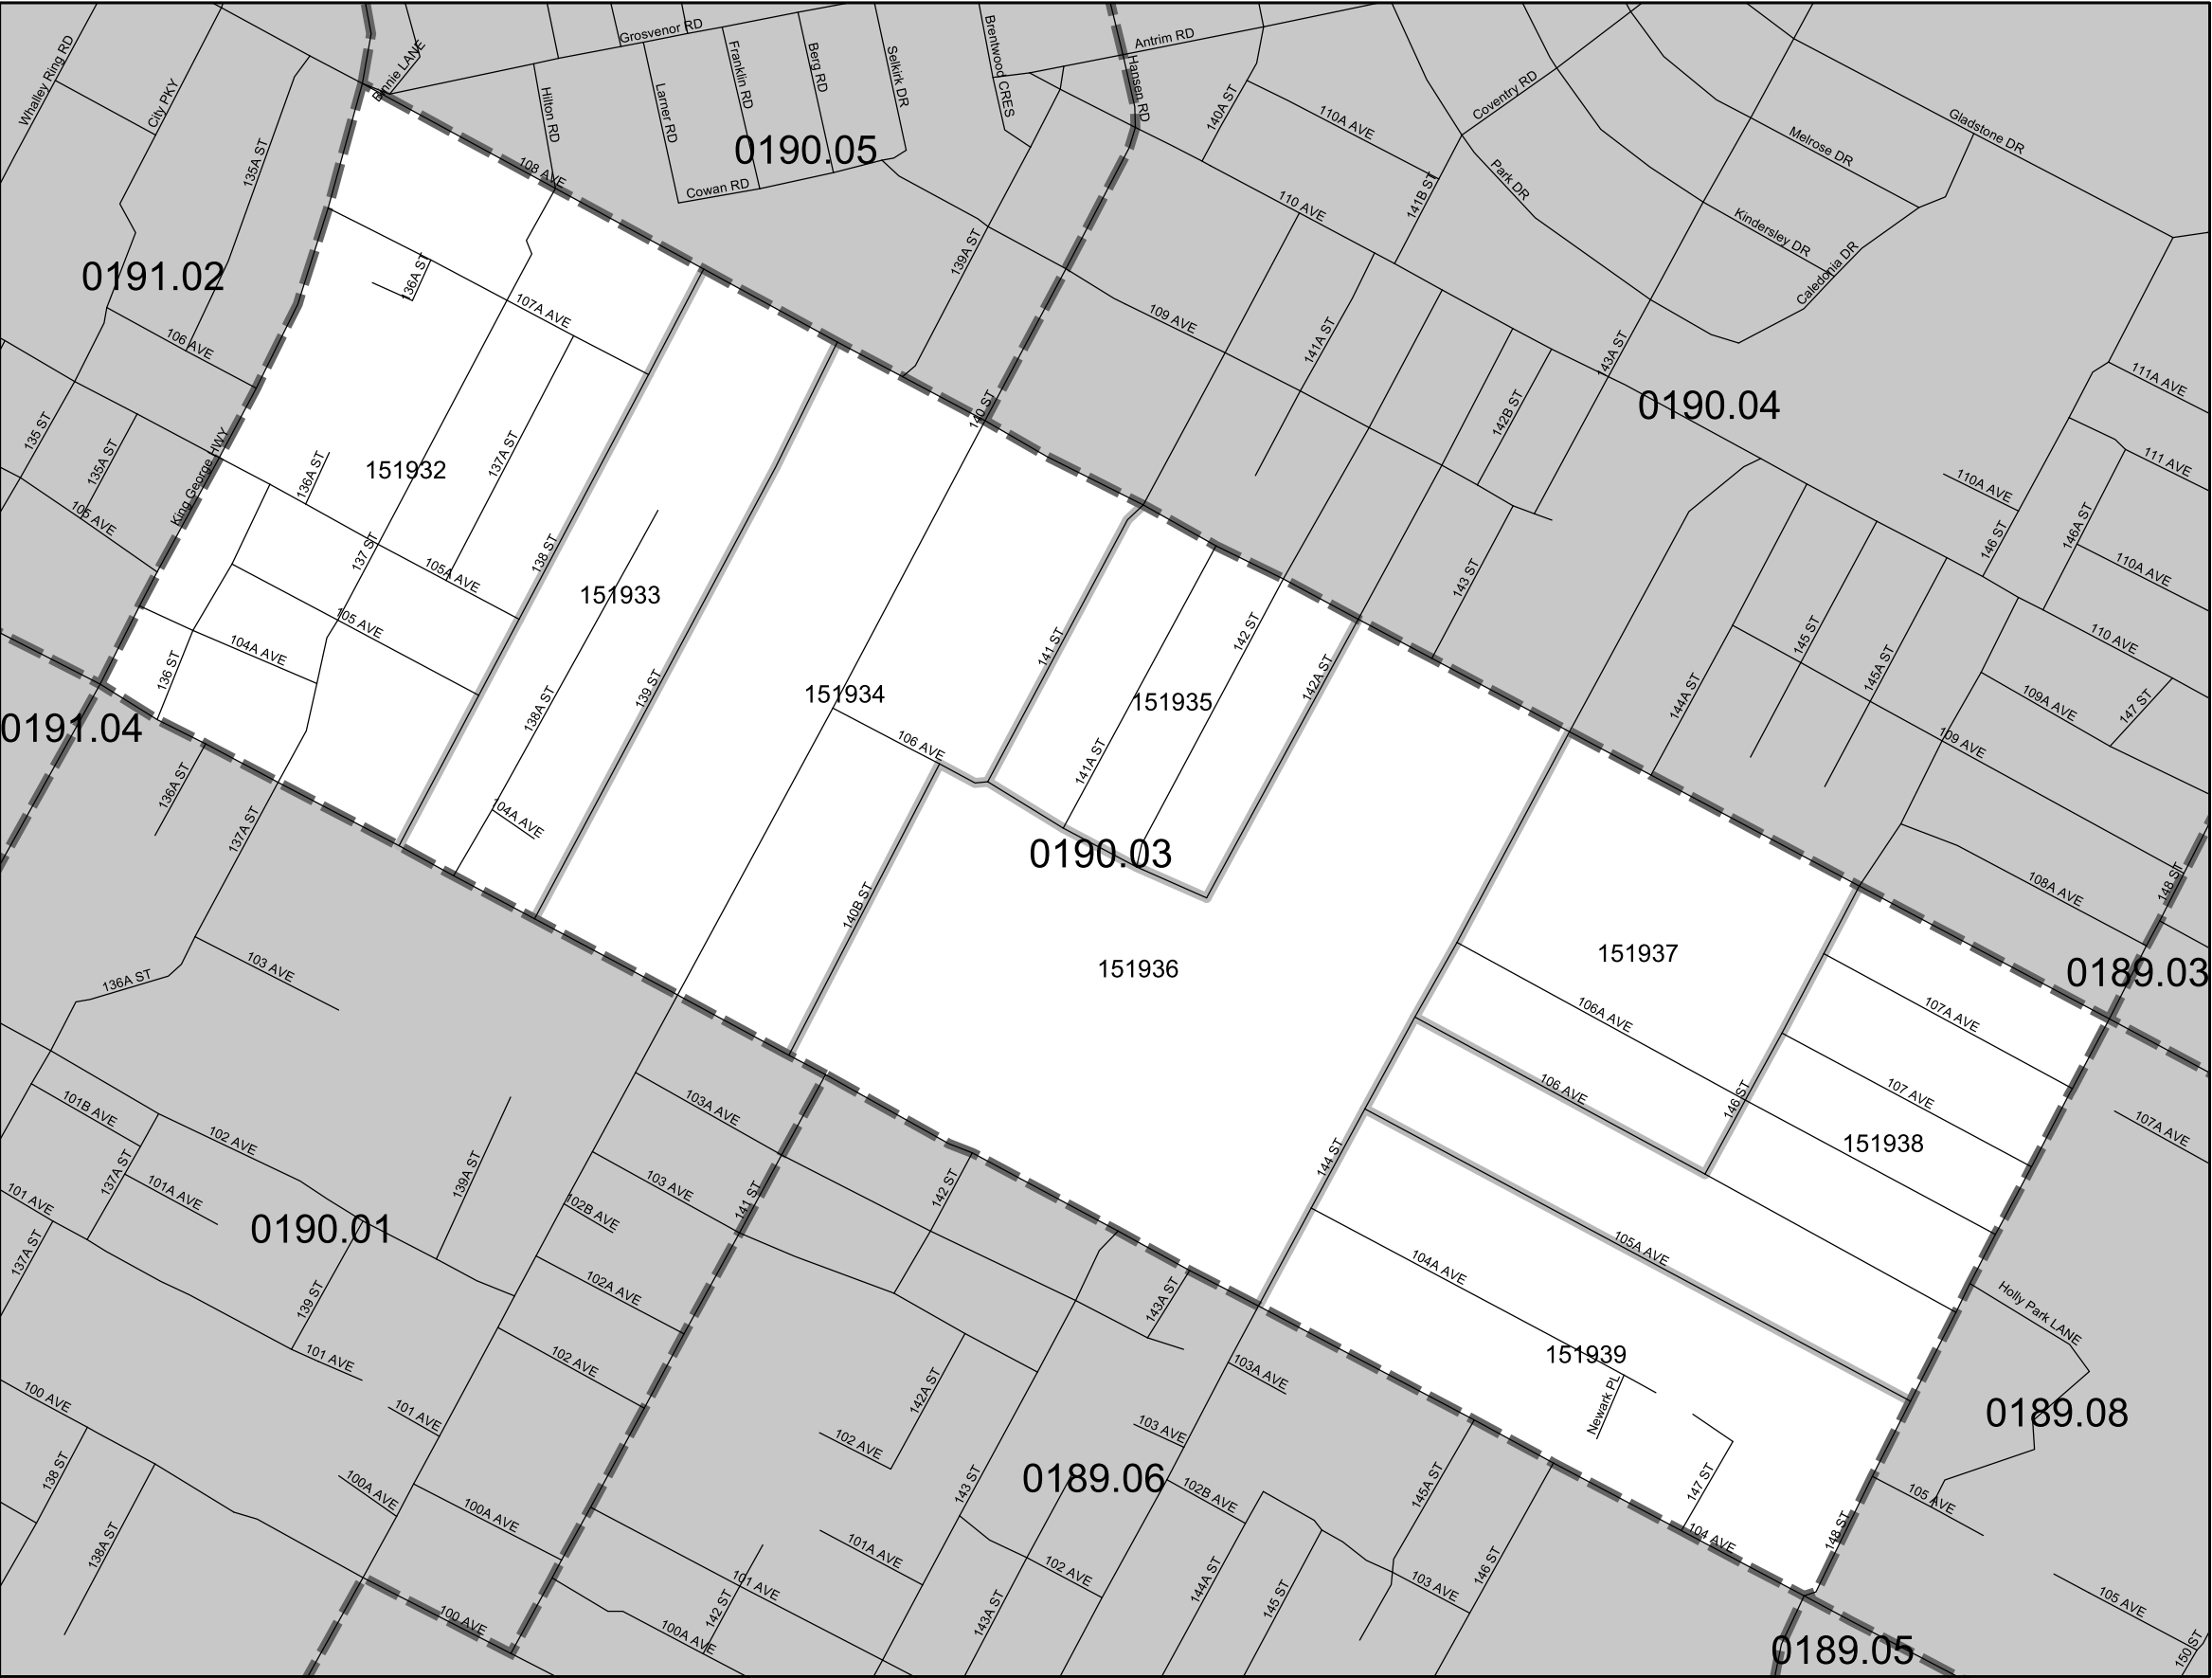 Whalley Ring RD
City PKY
135A ST
Binnie LANE
Grosvenor RD
Hilton RD
Larner RD
Franklin RD
Berg RD
Selkirk DR
Cowan RD
Brentwood CRES
Hansen RD
Antrim RD
140A ST
110A AVE
Coventry RD
141B ST
Park DR
Melrose DR
Gladstone DR
Kindersley DR
Caledonia DR
0190.05
108 AVE
110 AVE
139A ST
0191.02
136A ST
107A AVE
109 AVE
141A ST
143A ST
142B ST
0190.04
106 AVE
135 ST
135A ST
105 AVE
King George HWY
140 ST
111A AVE
111 AVE
110A AVE
146 ST
146A ST
110A AVE
151932
137A ST
136A ST
137 ST
105A AVE
138 ST
151933
105 AVE
104A AVE
136 ST
0191.04
138A ST
139 ST
151934
141 ST
151935
142 ST
142A ST
141A ST
106 AVE
143 ST
144A ST
145 ST
145A ST
110 AVE
109A AVE
147 ST
109 AVE
108A AVE
148 ST
0189.03
136A ST
137A ST
104A AVE
140B ST
0190.03
151936
151937
106A AVE
107A AVE
107 AVE
107A AVE
151938
146 ST
106 AVE
144 ST
105A AVE
104A AVE
151939
Newark PL
147 ST
104 AVE
148 ST
Holly Park LANE
0189.08
105 AVE
105 AVE
150 ST
0189.05
103 AVE
136A ST
101B AVE
102 AVE
137A ST
101A AVE
101 AVE
137A ST
0190.01
139A ST
139 ST
101 AVE
103A AVE
103 AVE
102B AVE
141 ST
102A AVE
102 AVE
142 ST
143A ST
103A AVE
100 AVE
138 ST
138A ST
101 AVE
100A AVE
100A AVE
100 AVE
142A ST
102 AVE
143 ST
0189.06
103 AVE
102B AVE
101A AVE
101 AVE
142 ST
100A AVE
102 AVE
143A ST
144A ST
145 ST
145A ST
103 AVE
146 ST